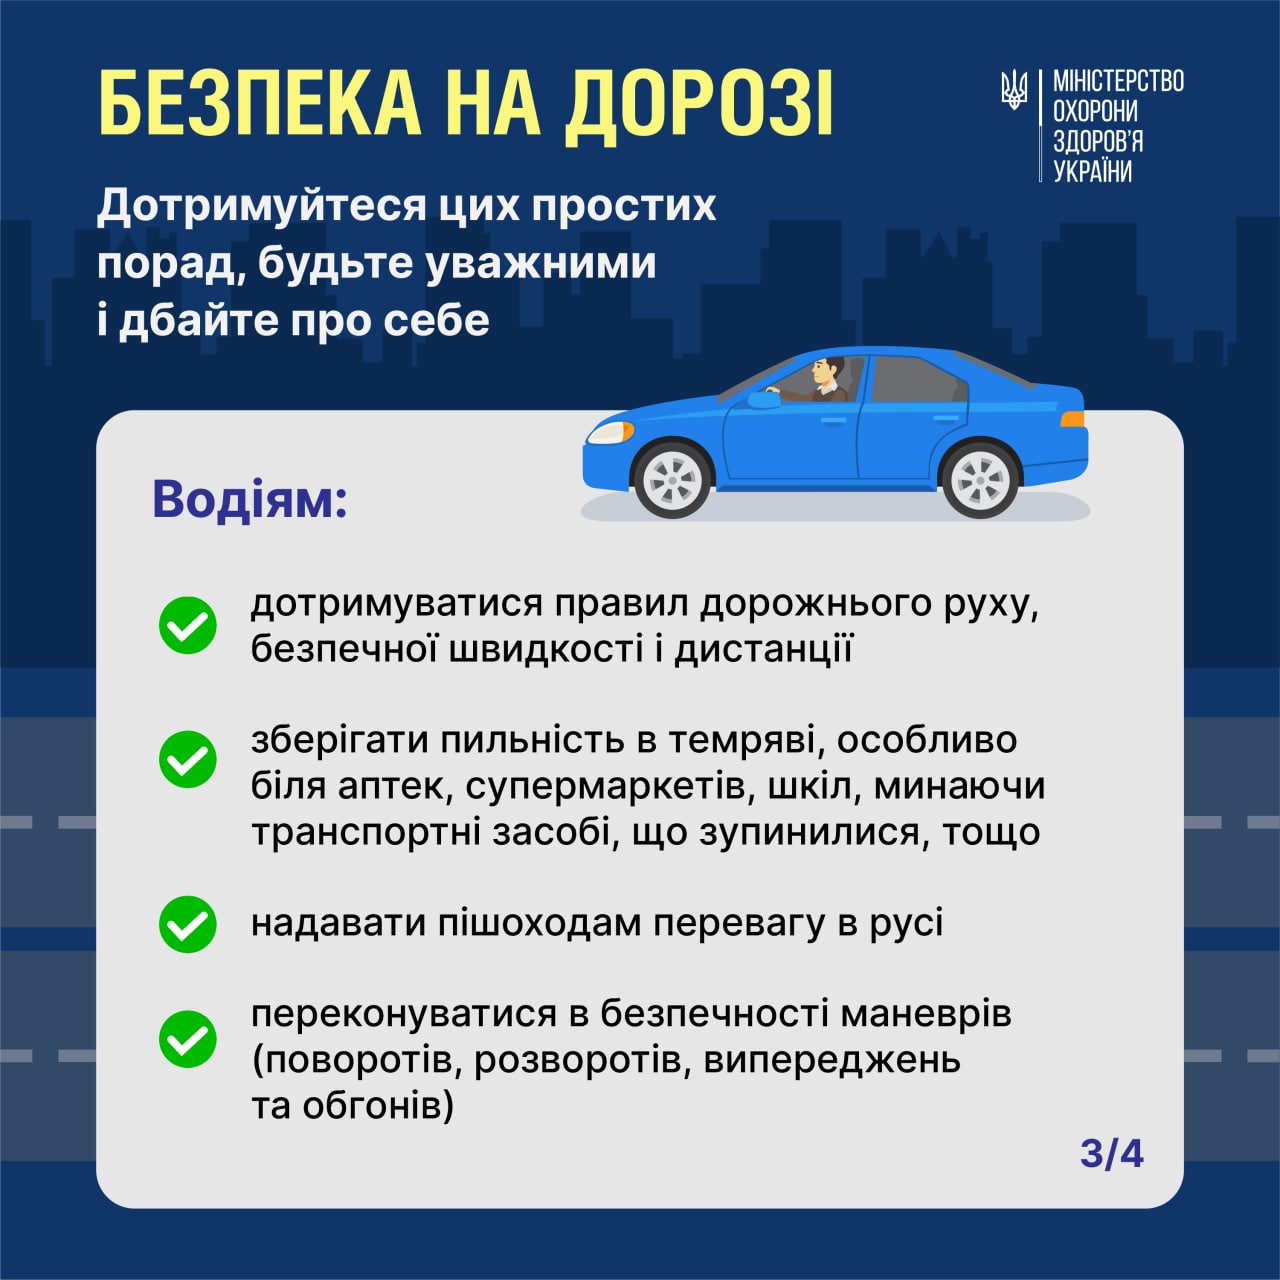 БЕЗПЕКА НА ДОРОЗІ
МІНІСТЕРСТВО
ОХОРОНИ
ЗДОРОВ'Я
УКРАЇНИ
Дотримуйтеся цих простих
порад, будьте уважними
і дбайте про себе
Водіям:
дотримуватися правил дорожнього руху,
безпечної швидкості і дистанції
зберігати пильність в темряві, особливо
біля аптек, супермаркетів, шкіл, минаючи
транспортні засобі, що зупинилися, тощо
надавати пішоходам перевагу в русі
переконуватися в безпечності маневрів
(поворотів, розворотів, випереджень
та обгонів)
3/4